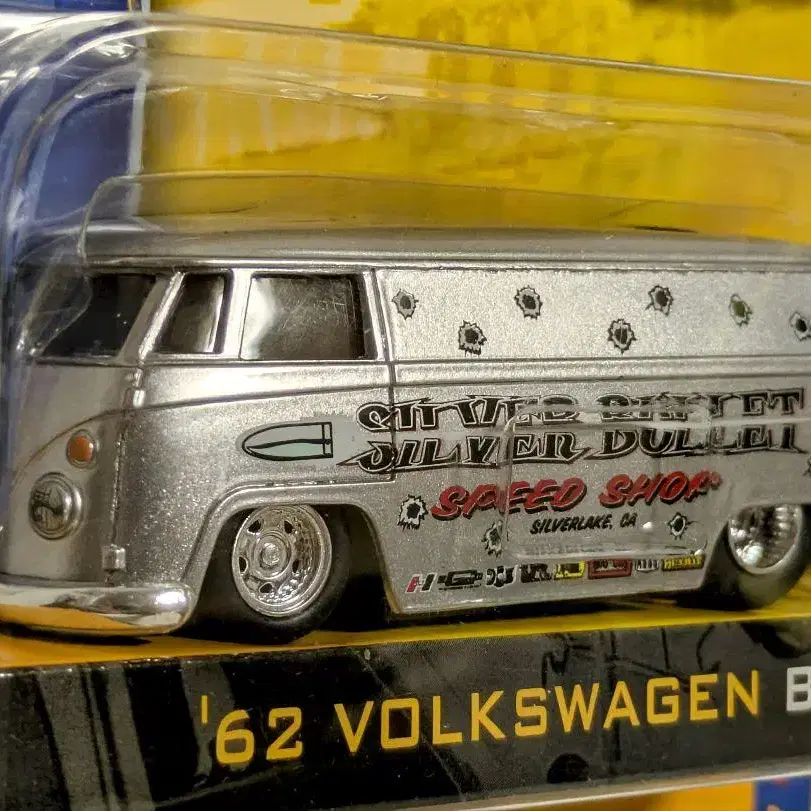 SILVER BULLET
SPEED SHOP
SILVERLAKE, CA
'62 VOLKSWAGEN B